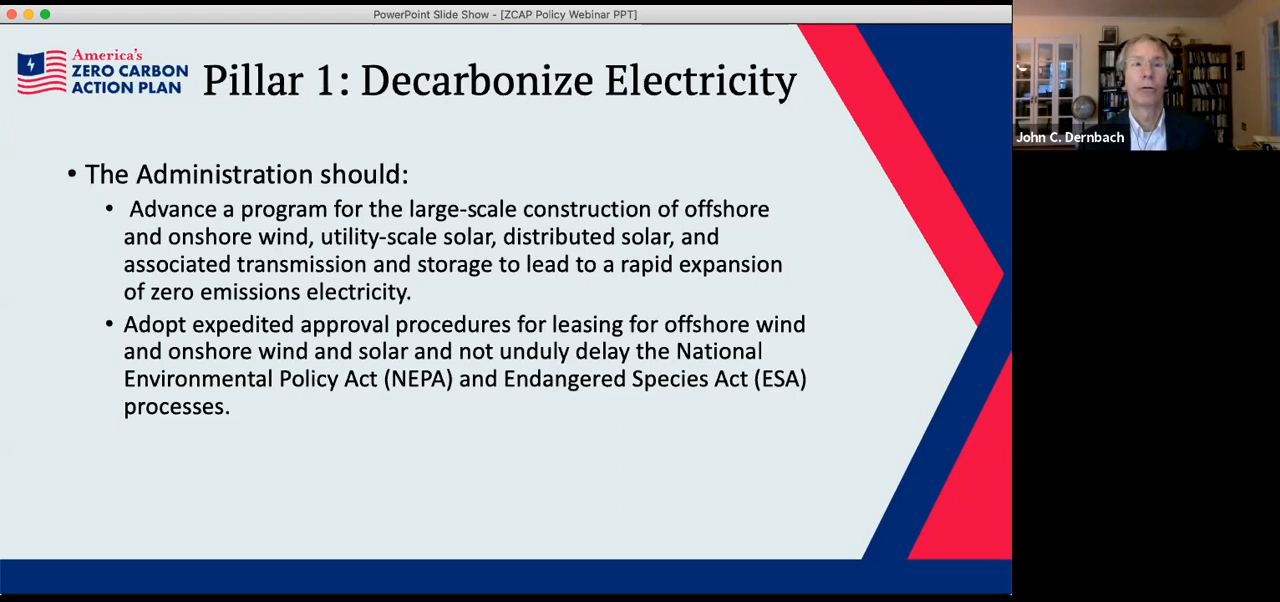 PowerPoint Slide Show - [ZCAP Policy Webinar PPT]
America's
ZERO CARBON
ACTION PLAN
Pillar 1: Decarbonize Electricity
• The Administration should:
• Advance a program for the large-scale construction of offshore
and onshore wind, utility-scale solar, distributed solar, and
associated transmission and storage to lead to a rapid expansion
of zero emissions electricity.
• Adopt expedited approval procedures for leasing for offshore wind
and onshore wind and solar and not unduly delay the National
Environmental Policy Act (NEPA) and Endangered Species Act (ESA)
processes.
John C. Dernbach